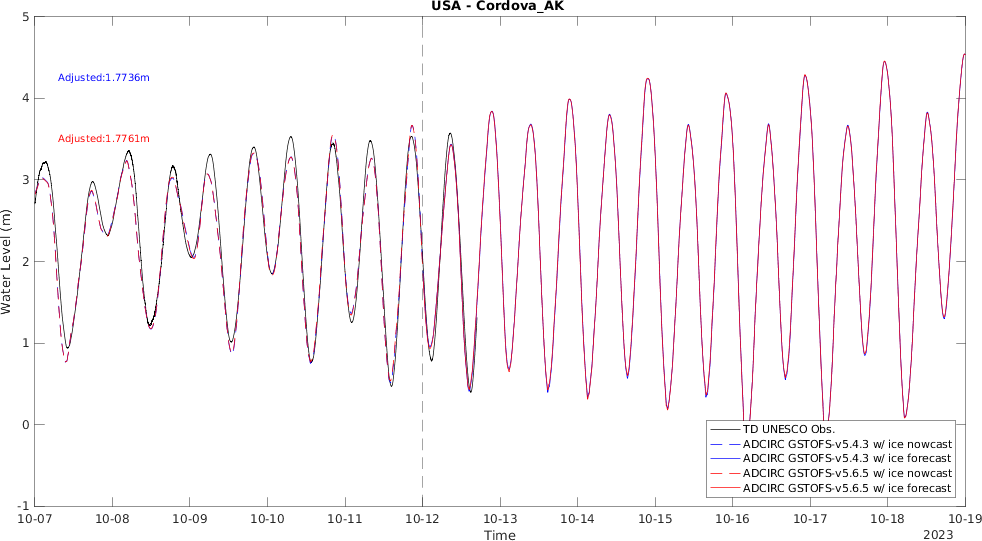 USA - Cordova_AK
5
4
3
2
1
0
-1
Water Level (m)
Adjusted:1.7736m
Adjusted:1.7761m
TD UNESCO Obs.
ADCIRC GSTOFS-v5.4.3 w/ ice nowcast
ADCIRC GSTOFS-v5.4.3 w/ ice forecast
ADCIRC GSTOFS-v5.6.5 w/ ice nowcast
ADCIRC GSTOFS-v5.6.5 w/ ice forecast
10-07 10-08 10-09 10-10 10-11 10-12 10-13 10-14 10-15 10-16 10-17 10-18 10-19
Time
2023